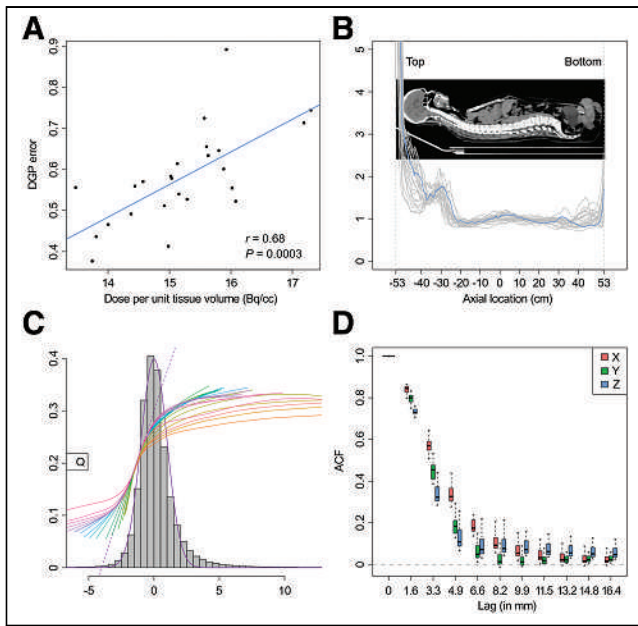 A
DGP error
0.9
0.8
0.7
0.6
0.5
0.4
14 15 16 17
Dose per unit tissue volume (Bq/cc)
r = 0.68
P = 0.0003
B
Top Bottom
5
4
3
2
1
0
-53 -40 -30 -20 -10 0 10 20 30 40 53
Axial location (cm)
C
0.4
0.3
0.2
0.1
0
Q
-5 0 5 10
D
X
Y
Z
ACF
1.0
0.8
0.6
0.4
0.2
0
0 1.6 3.3 4.9 6.6 8.2 9.9 11.5 13.2 14.8 16.4
Lag (in mm)